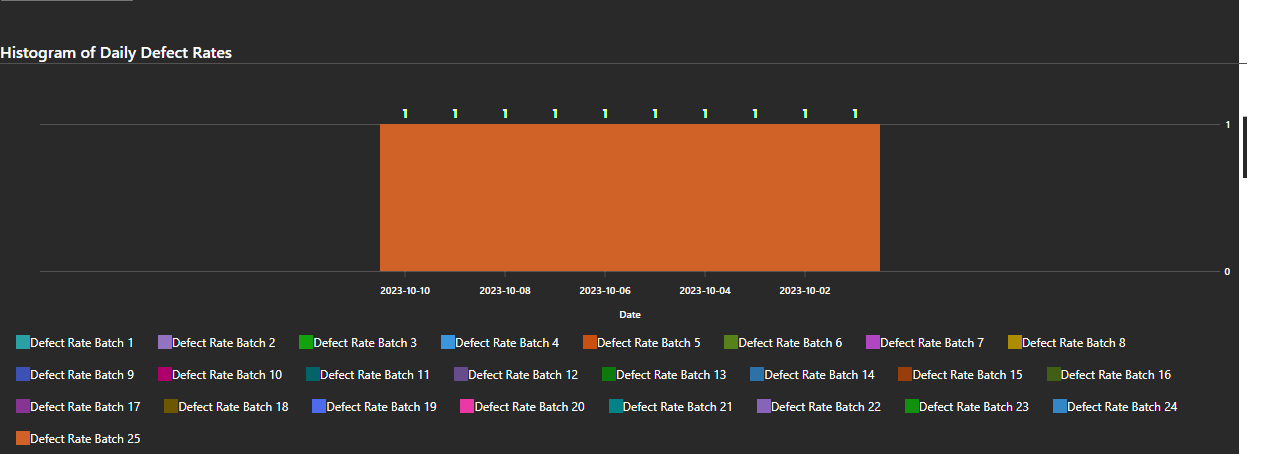 Histogram of Daily Defect Rates
1 1 1 1 1 1 1 1 1 1
1
0
2023-10-10 2023-10-08 2023-10-06 2023-10-04 2023-10-02
Date
Defect Rate Batch 1 Defect Rate Batch 2 Defect Rate Batch 3 Defect Rate Batch 4 Defect Rate Batch 5 Defect Rate Batch 6 Defect Rate Batch 7 Defect Rate Batch 8
Defect Rate Batch 9 Defect Rate Batch 10 Defect Rate Batch 11 Defect Rate Batch 12 Defect Rate Batch 13 Defect Rate Batch 14 Defect Rate Batch 15 Defect Rate Batch 16
Defect Rate Batch 17 Defect Rate Batch 18 Defect Rate Batch 19 Defect Rate Batch 20 Defect Rate Batch 21 Defect Rate Batch 22 Defect Rate Batch 23 Defect Rate Batch 24
Defect Rate Batch 25